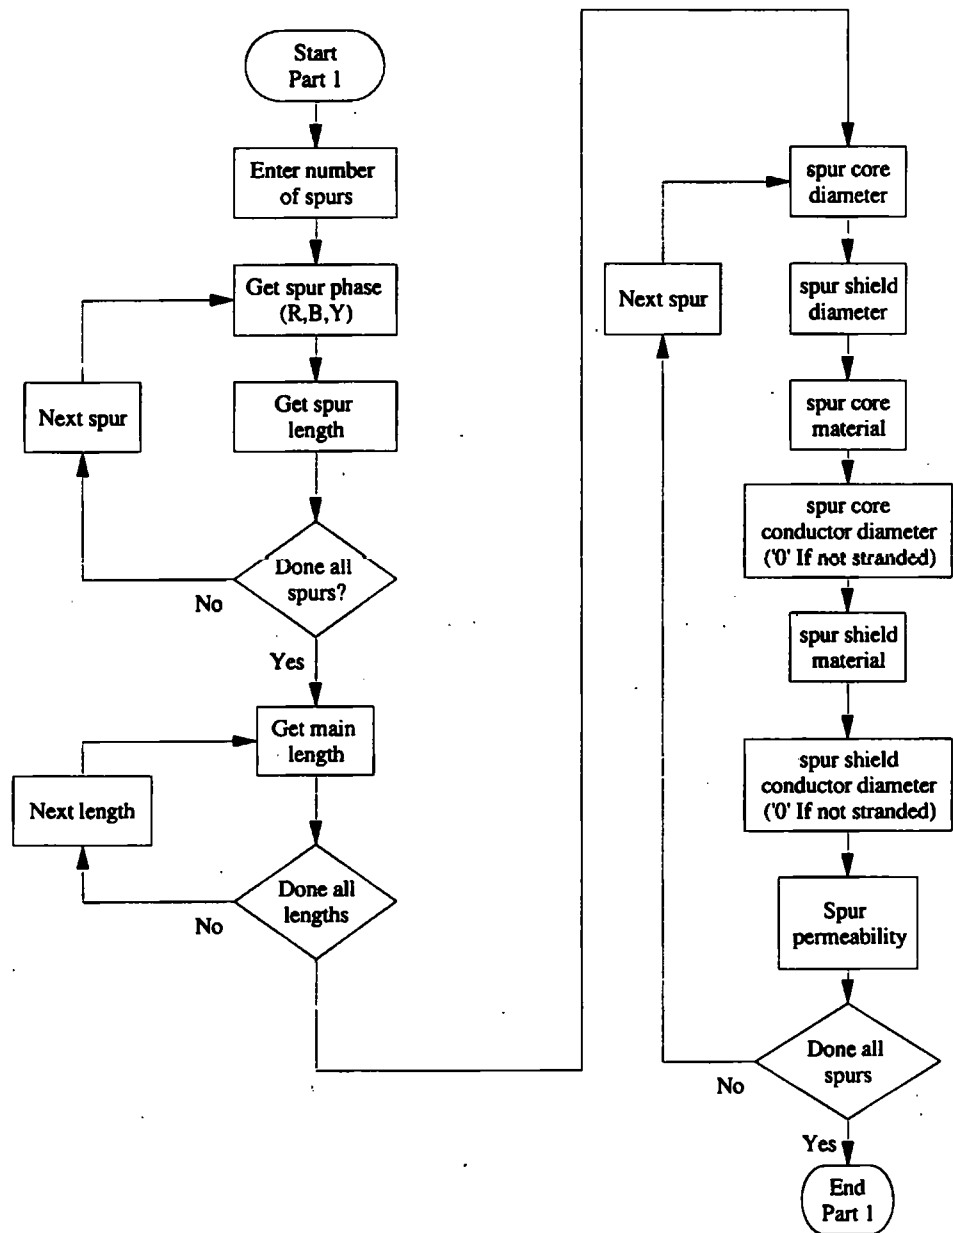 Start
Part 1
Enter number
of spurs
Get spur phase
(R,B,Y)
Next spur
Get spur
length
Done all
spurs?
No
Yes
Get main
length
Next length
Done all
lengths
No
spur core
diameter
Next spur
spur shield
diameter
spur core
material
spur core
conductor diameter
('0' If not stranded)
spur shield
material
spur shield
conductor diameter
('0' If not stranded)
Spur
permeability
Done all
spurs
No
Yes
End
Part 1